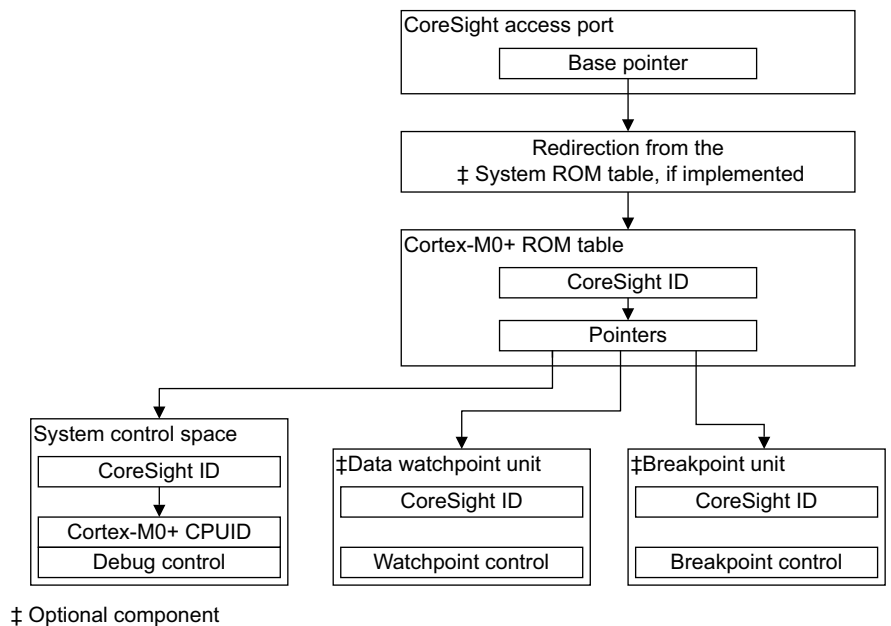 CoreSight access port
Base pointer
Redirection from the
‡ System ROM table, if implemented
Cortex-M0+ ROM table
CoreSight ID
Pointers
System control space
CoreSight ID
Cortex-M0+ CPUID
Debug control
‡Data watchpoint unit
CoreSight ID
Watchpoint control
‡Breakpoint unit
CoreSight ID
Breakpoint control
‡ Optional component